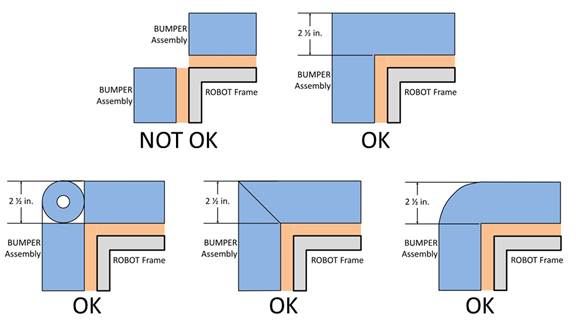 BUMPER
Assembly
BUMPER
Assembly
ROBOT Frame
NOT OK
2 ½ in.
BUMPER
Assembly
ROBOT Frame
OK
2 ½ in.
BUMPER
Assembly
ROBOT Frame
OK
2 ½ in.
BUMPER
Assembly
ROBOT Frame
OK
2 ½ in.
BUMPER
Assembly
ROBOT Frame
OK